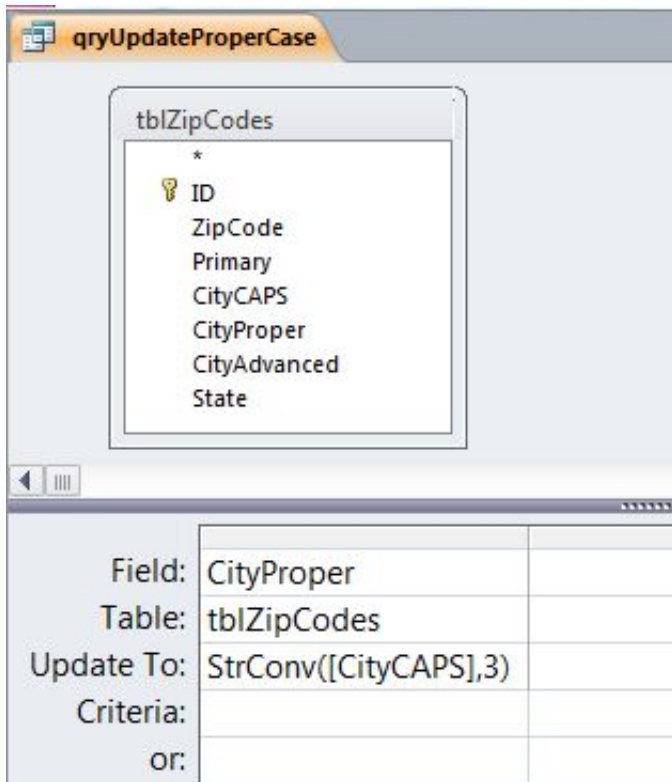 qryUpdateProperCase
tblZipCodes
*
ID
ZipCode
Primary
CityCAPS
CityProper
CityAdvanced
State
Field: CityProper
Table: tblZipCodes
Update To: StrConv([CityCAPS],3)
Criteria:
or: